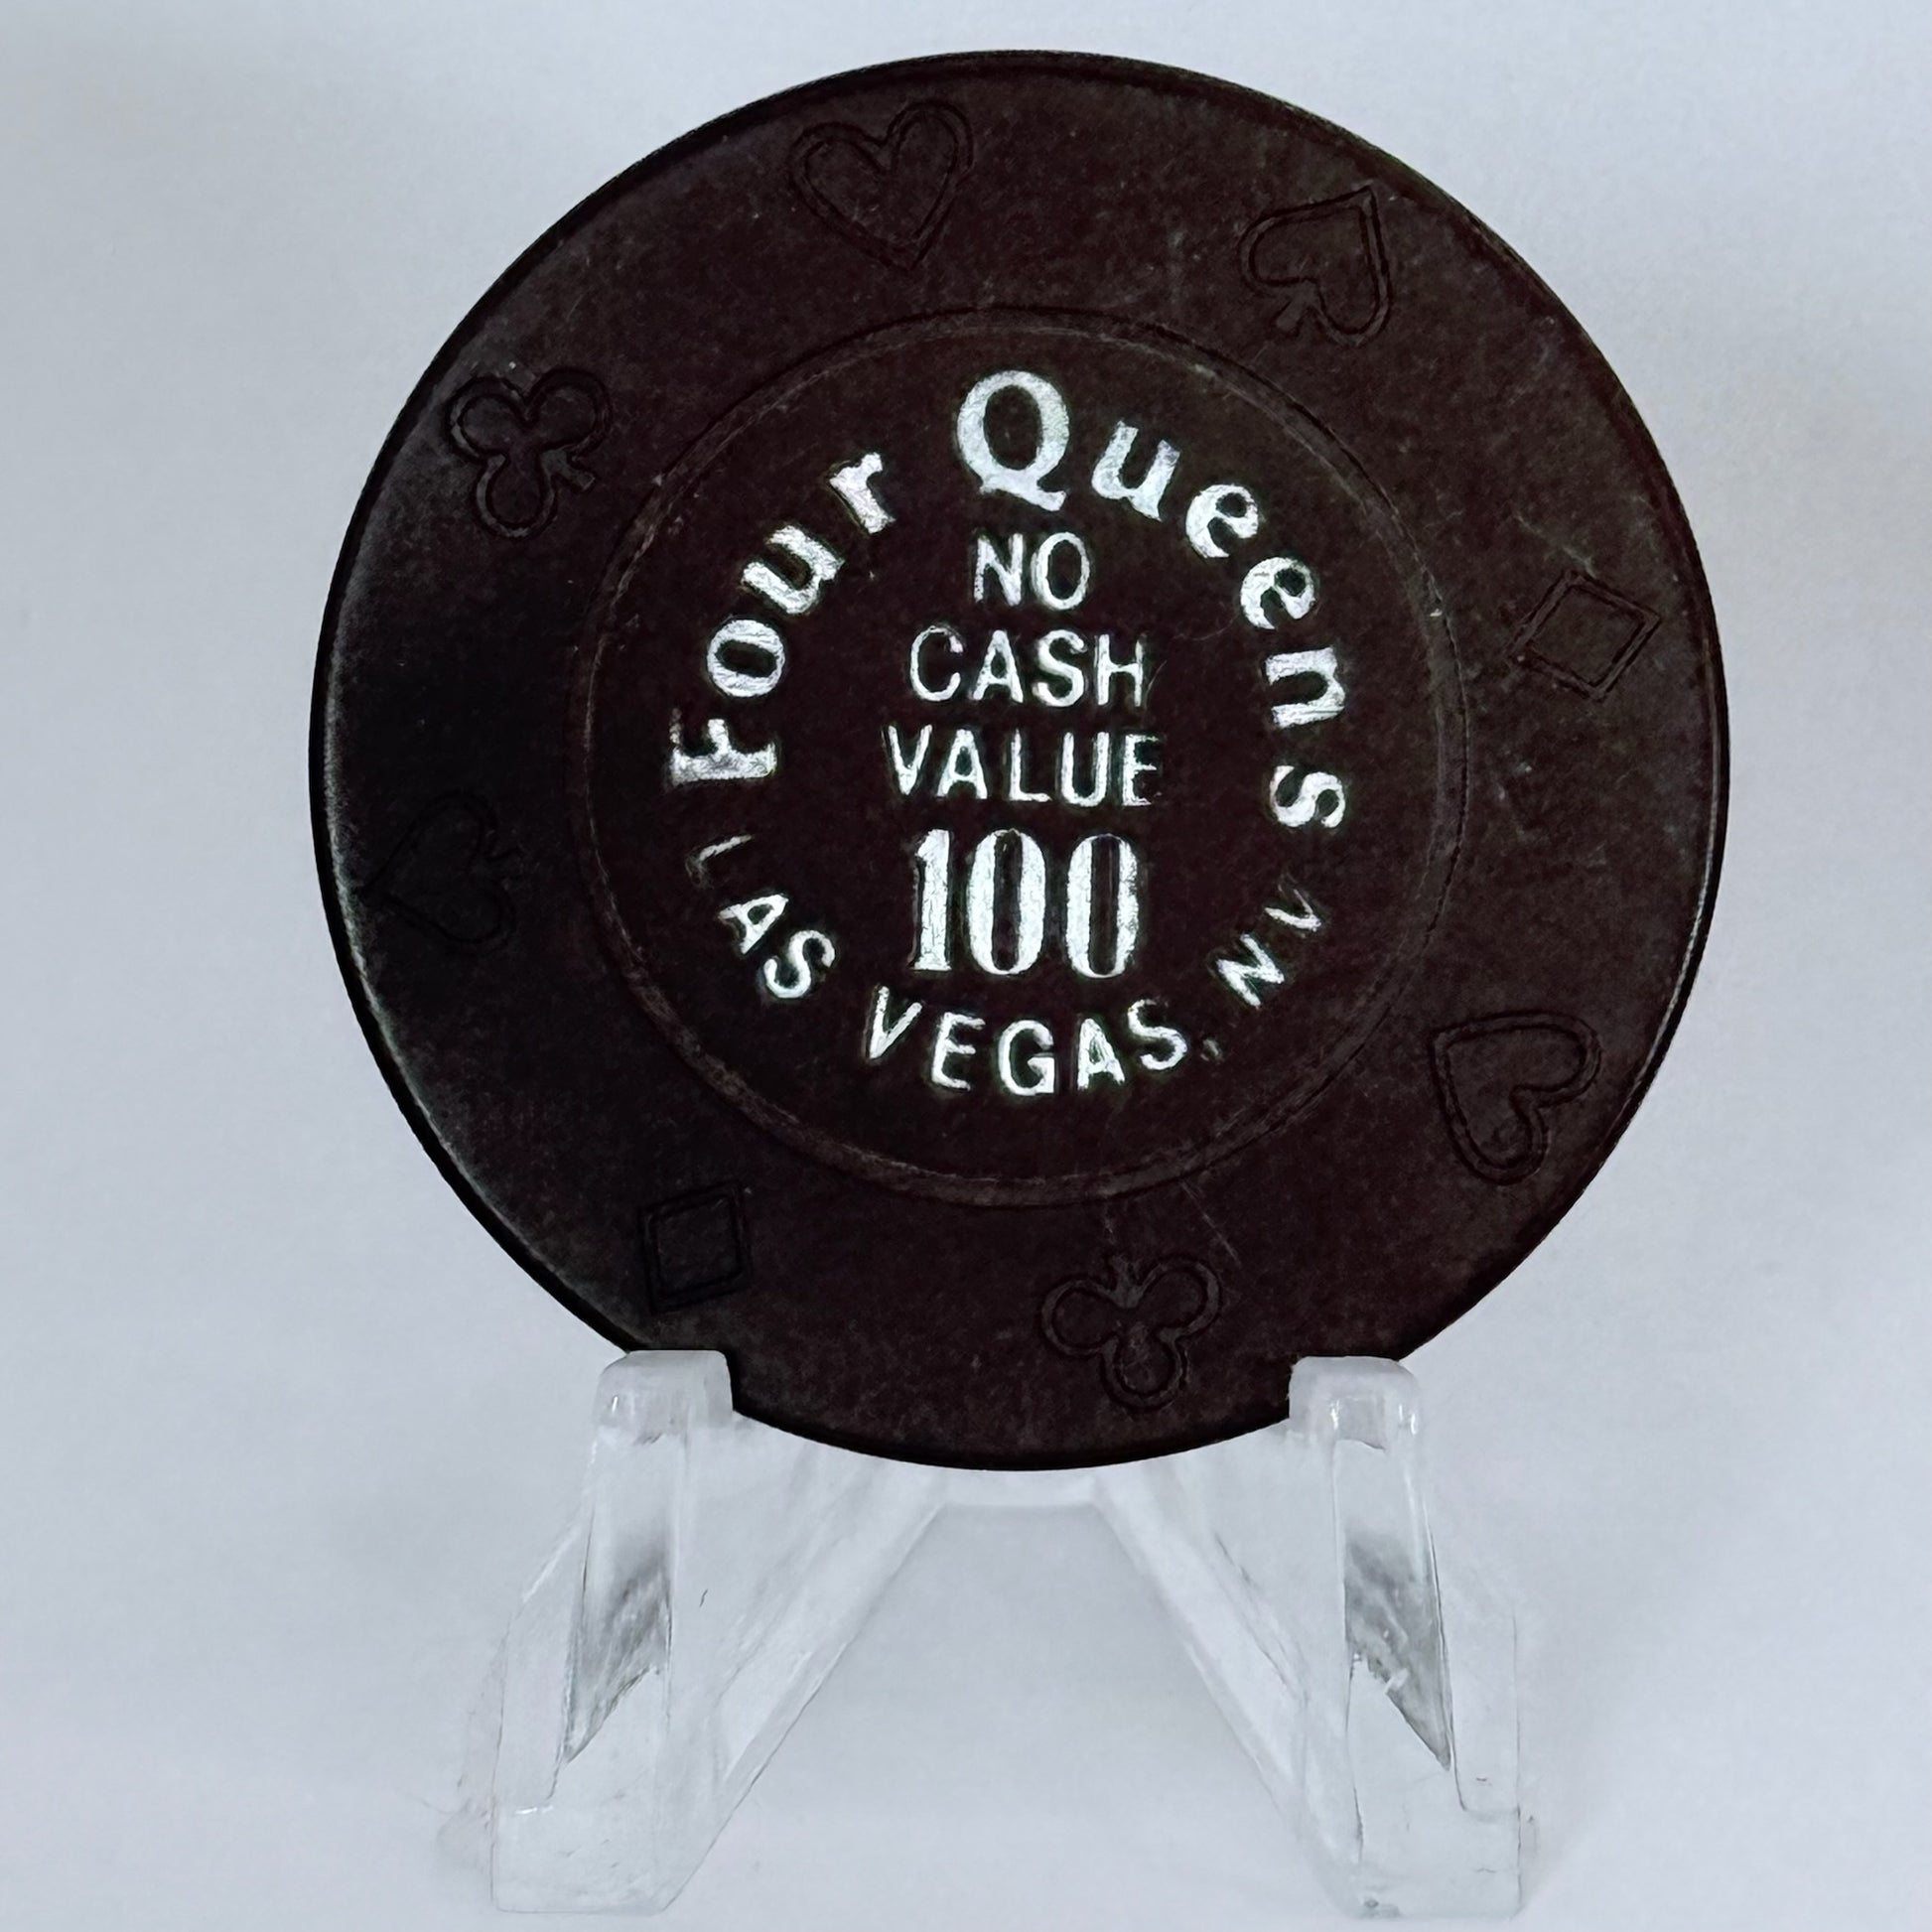 Four Queens
NO
CASH
VALUE
100
LAS VEGAS, NV